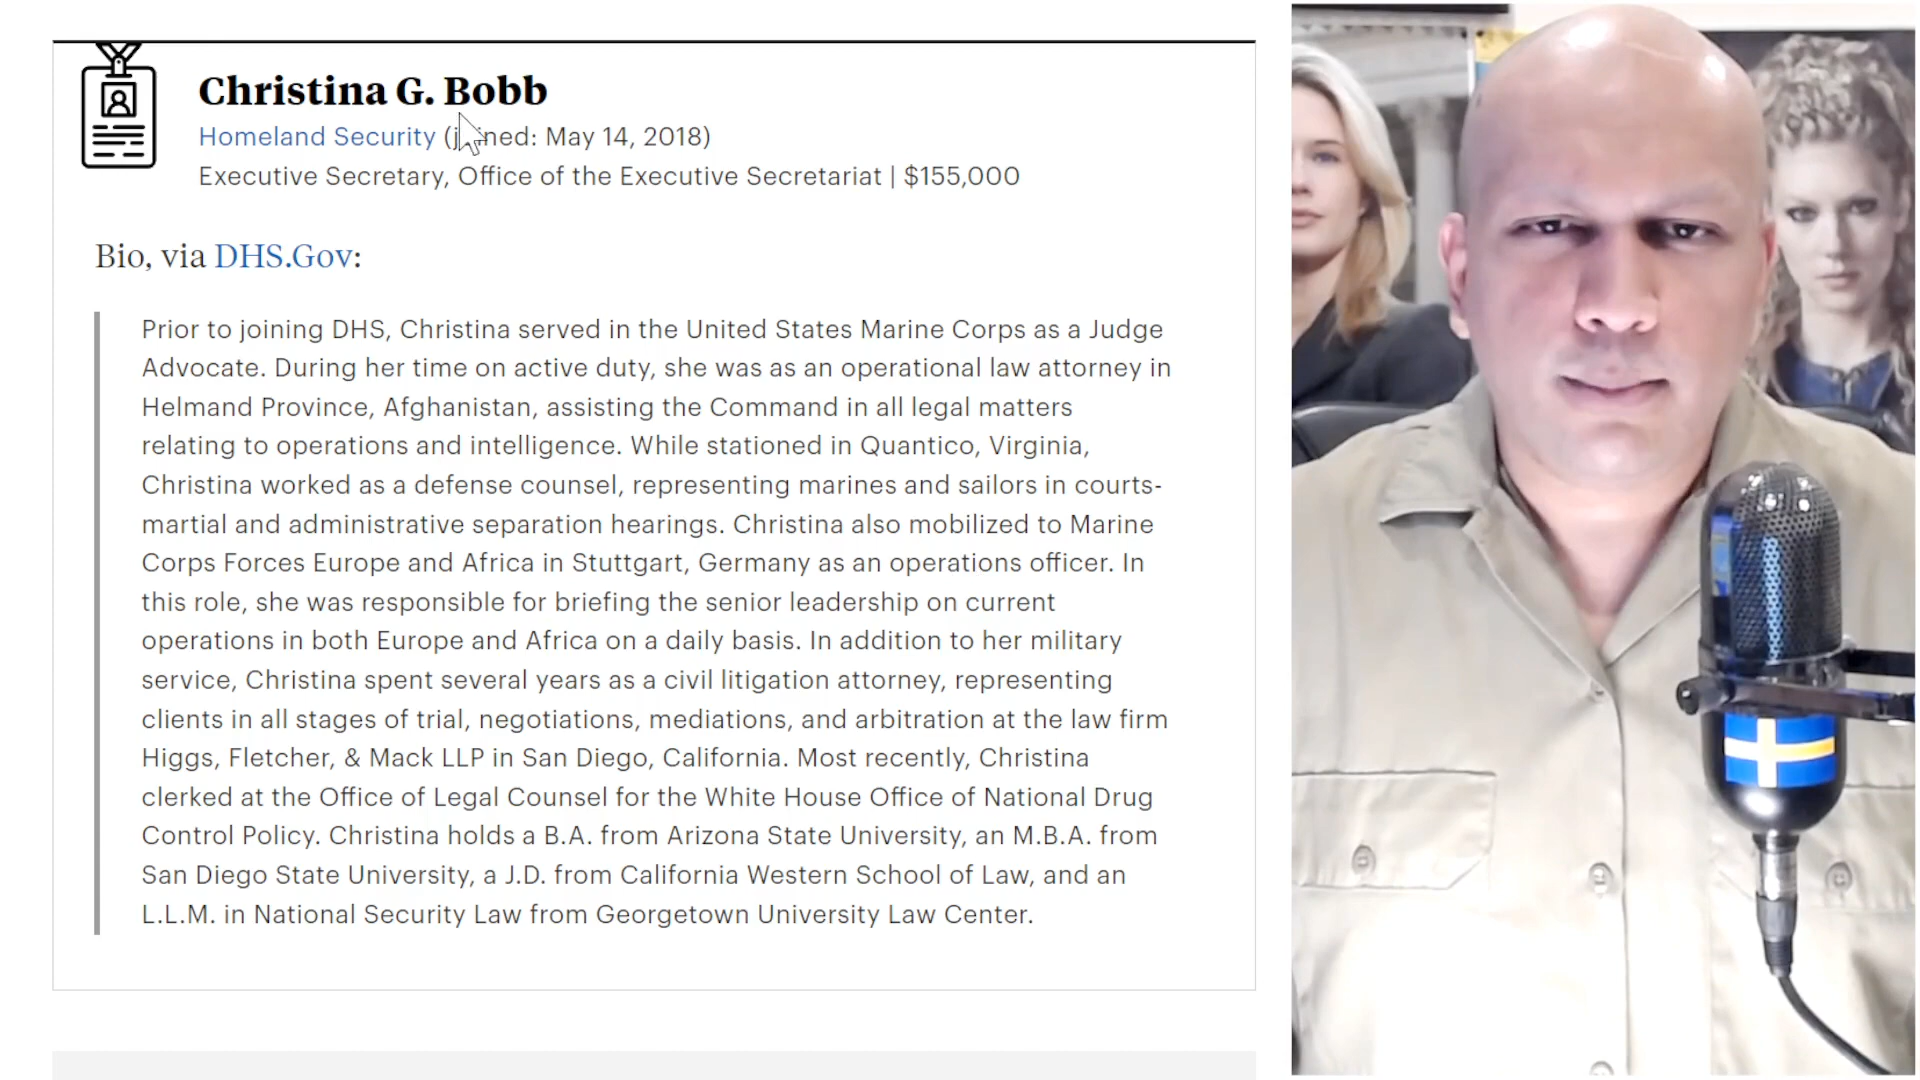 Christina G. Bobb
Homeland Security (joined: May 14, 2018)
Executive Secretary, Office of the Executive Secretariat | $155,000
Bio, via DHS.Gov:
Prior to joining DHS, Christina served in the United States Marine Corps as a Judge
Advocate. During her time on active duty, she was as an operational law attorney in
Helmand Province, Afghanistan, assisting the Command in all legal matters
relating to operations and intelligence. While stationed in Quantico, Virginia,
Christina worked as a defense counsel, representing marines and sailors in courts-
martial and administrative separation hearings. Christina also mobilized to Marine
Corps Forces Europe and Africa in Stuttgart, Germany as an operations officer. In
this role, she was responsible for briefing the senior leadership on current
operations in both Europe and Africa on a daily basis. In addition to her military
service, Christina spent several years as a civil litigation attorney, representing
clients in all stages of trial, negotiations, mediations, and arbitration at the law firm
Higgs, Fletcher, & Mack LLP in San Diego, California. Most recently, Christina
clerked at the Office of Legal Counsel for the White House Office of National Drug
Control Policy. Christina holds a B.A. from Arizona State University, an M.B.A. from
San Diego State University, a J.D. from California Western School of Law, and an
L.L.M. in National Security Law from Georgetown University Law Center.